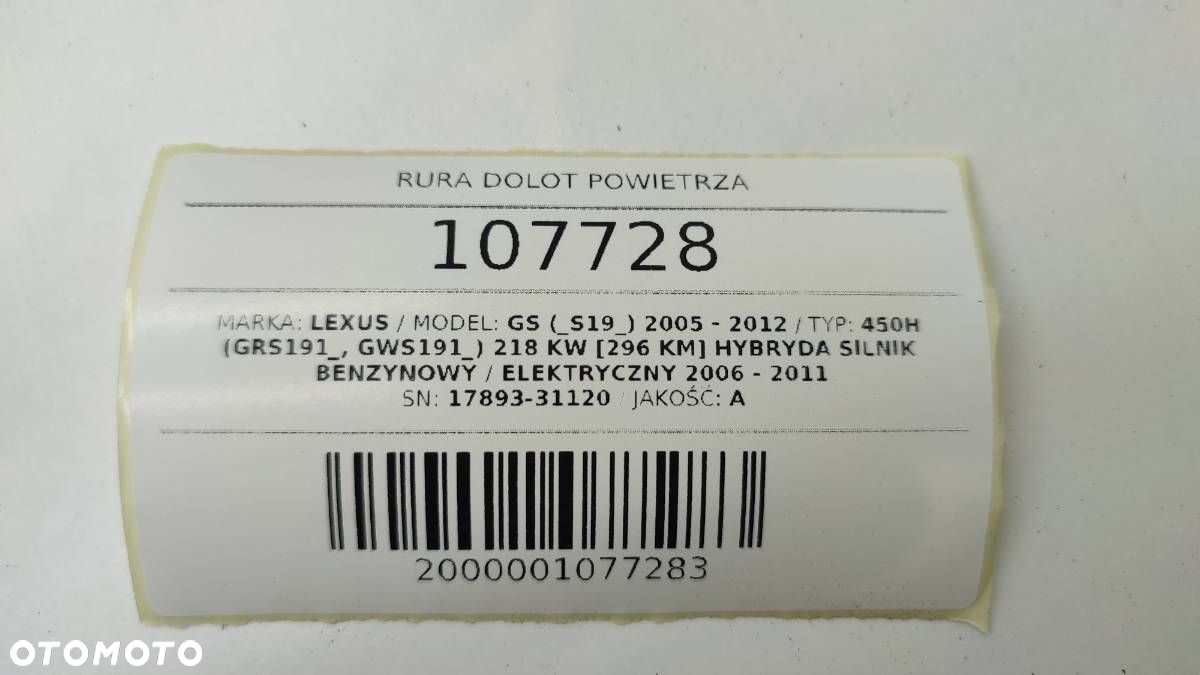 RURA DOLOT POWIETRZA
107728
MARKA: LEXUS / MODEL: GS (_S19_) 2005 - 2012 / TYP: 450H
(GRS191_, GWS191_) 218 KW [296 KM] HYBRYDA SILNIK
BENZYNOWY / ELEKTRYCZNY 2006 - 2011
SN: 17893-31120 / JAKOŚĆ: A
2000001077283
OTOMOTO